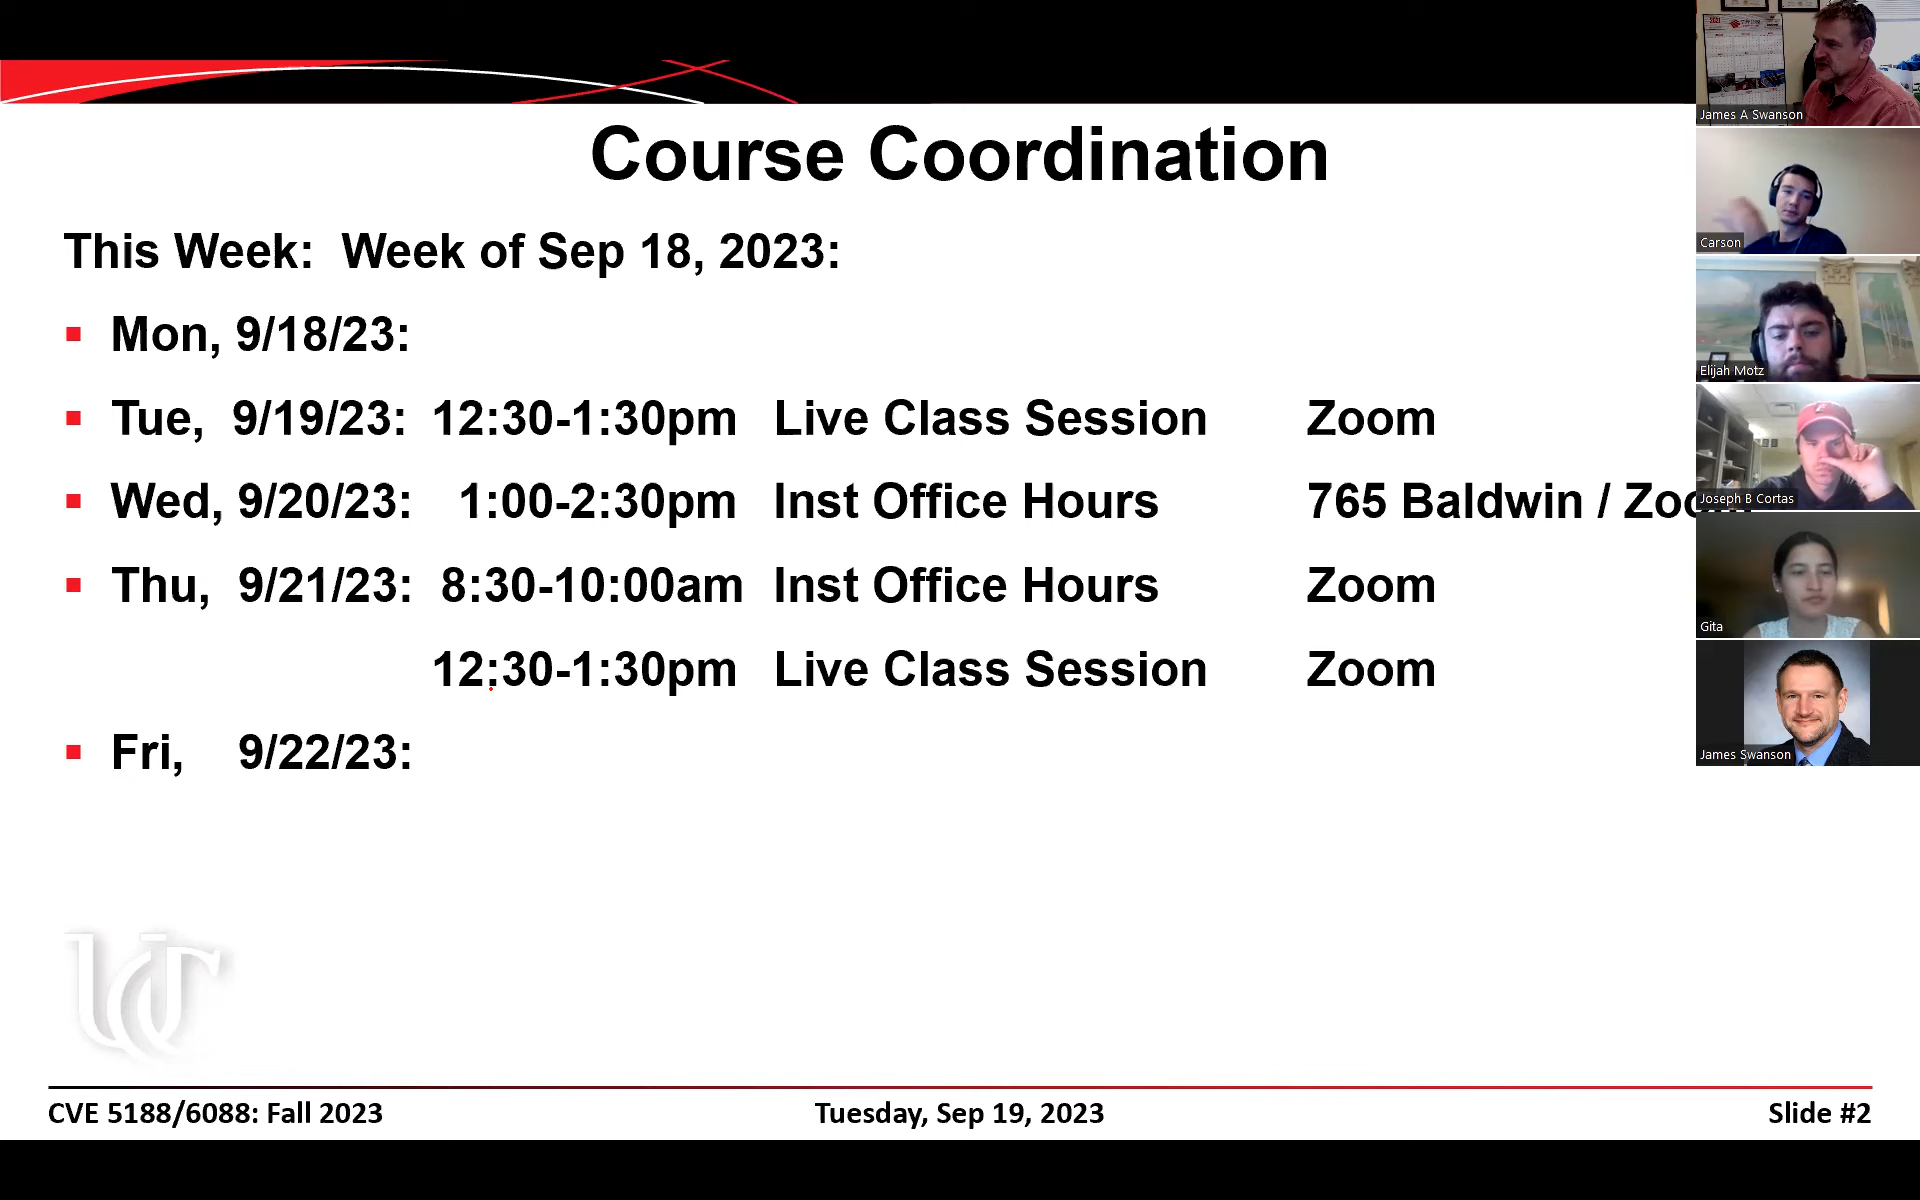 Course Coordination
This Week: Week of Sep 18, 2023:
Mon, 9/18/23:
Tue, 9/19/23: 12:30-1:30pm Live Class Session Zoom
Wed, 9/20/23: 1:00-2:30pm Inst Office Hours 765 Baldwin / Zoom
Thu, 9/21/23: 8:30-10:00am Inst Office Hours Zoom
12:30-1:30pm Live Class Session Zoom
Fri, 9/22/23:
UC
CVE 5188/6088: Fall 2023
Tuesday, Sep 19, 2023
Slide #2
James A Swanson
Carson
Elijah Motz
Joseph B Cortas
Gita
James Swanson